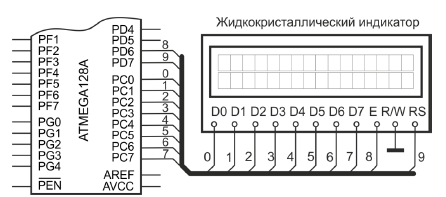 Жидкокристаллический индикатор
PF1
PF2
PF3
PF4
PF5
PF6
PF7
PG0
PG1
PG2
PG3
PG4
PEN
ATMEGA128A
PD4
PD5
PD6 8
PD7 9
PC0 0
PC1 1
PC2 2
PC3 3
PC4 4
PC5 5
PC6 6
PC7 7
AREF
AVCC
D0 D1 D2 D3 D4 D5 D6 D7 E R/W RS
0 1 2 3 4 5 6 7 8 9